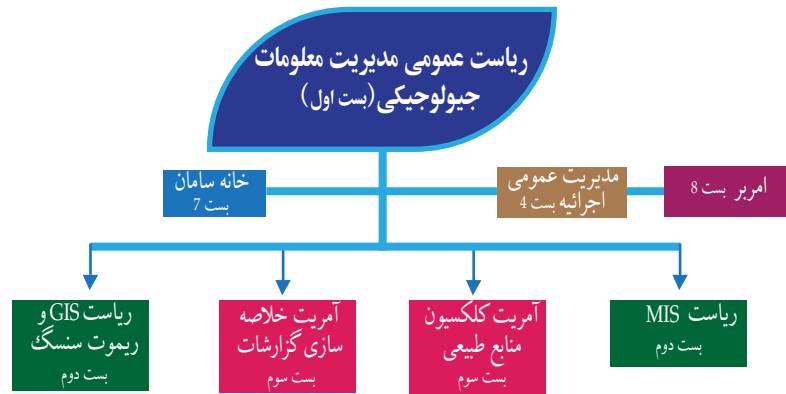 ریاست عمومی مدیریت معلومات
جیولوجیکی(بست اول)
امربر بست 8
مدیریت عمومی
اجرائیه بست 4
خانه سامان
بست 7
ریاست MIS
بست دوم
آمریت کلکسیون
منابع طبیعی
بست سوم
آمریت خلاصه
سازی گزارشات
بست سوم
ریاست GIS و
ریموت سنسگ
بست دوم